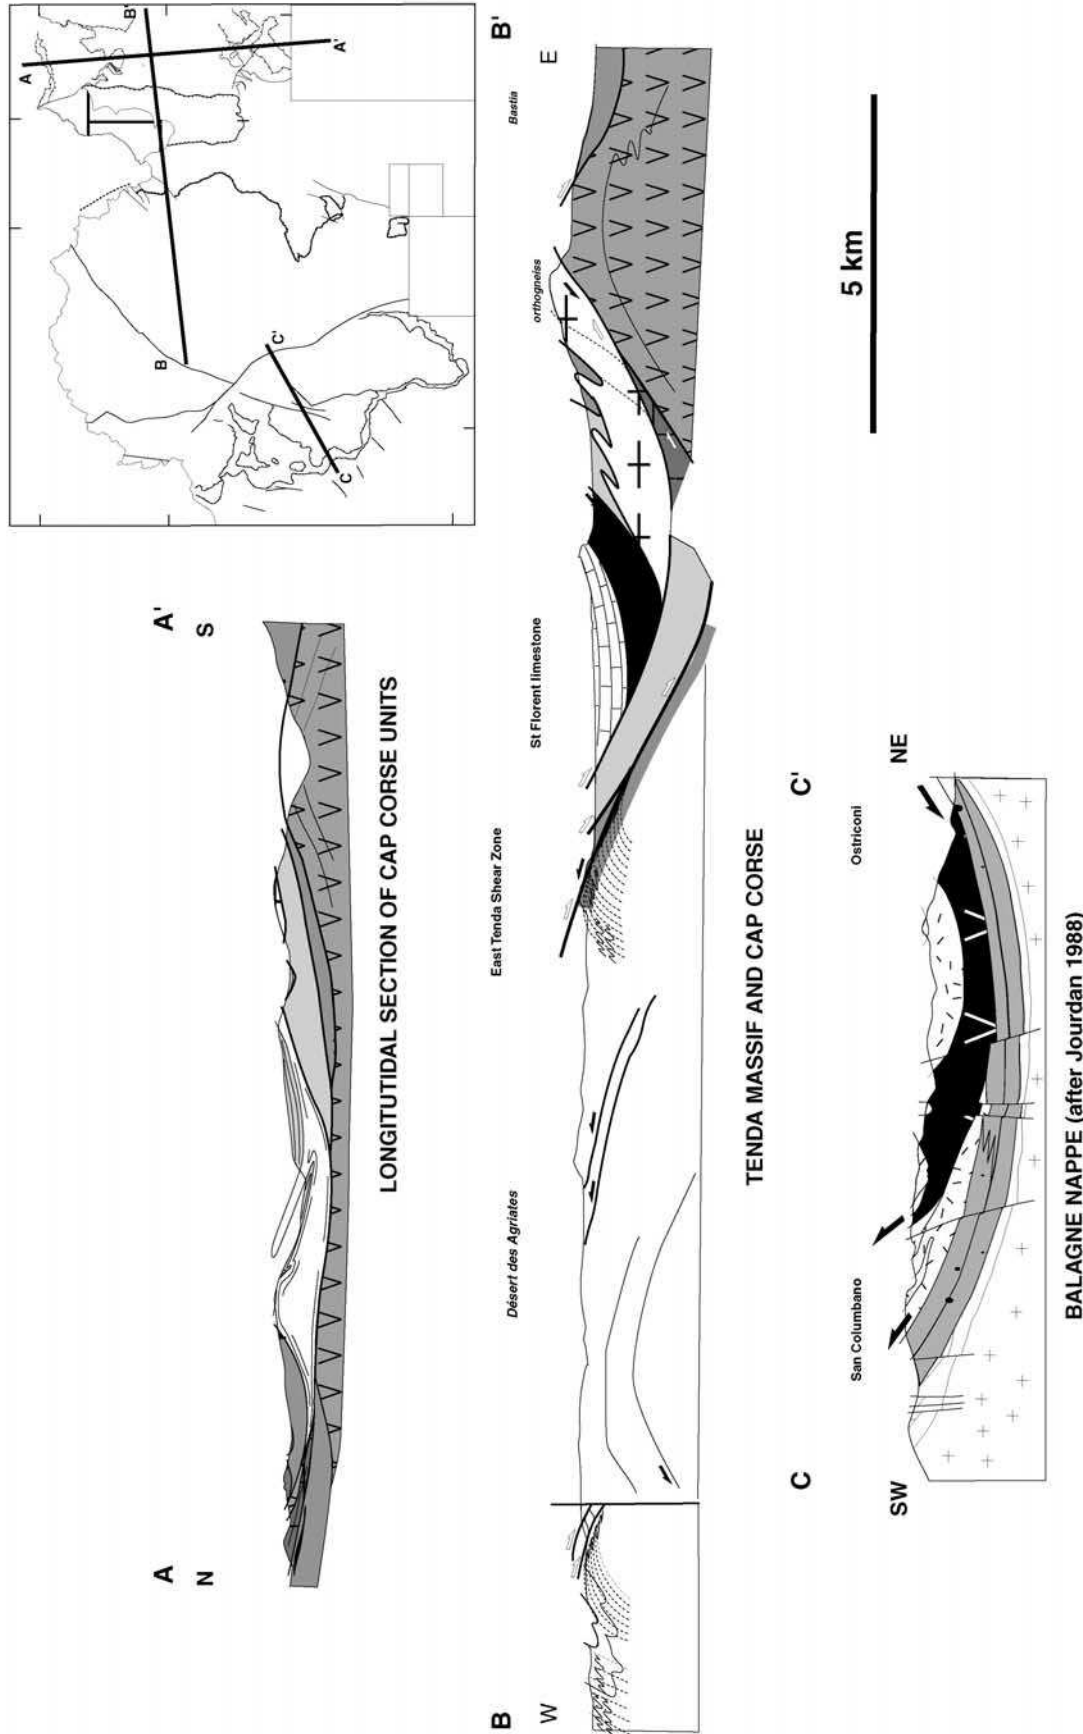 A
A'
N
S
LONGITUTIDAL SECTION OF CAP CORSE UNITS
A
A'
B
B'
C
C'
B
B'
W
E
Désert des Agriates
East Tenda Shear Zone
St Florent limestone
orthogneiss
Bastia
TENDA MASSIF AND CAP CORSE
5 km
C
C'
SW
NE
San Columbano
Ostriconi
BALAGNE NAPPE (after Jourdan 1988)